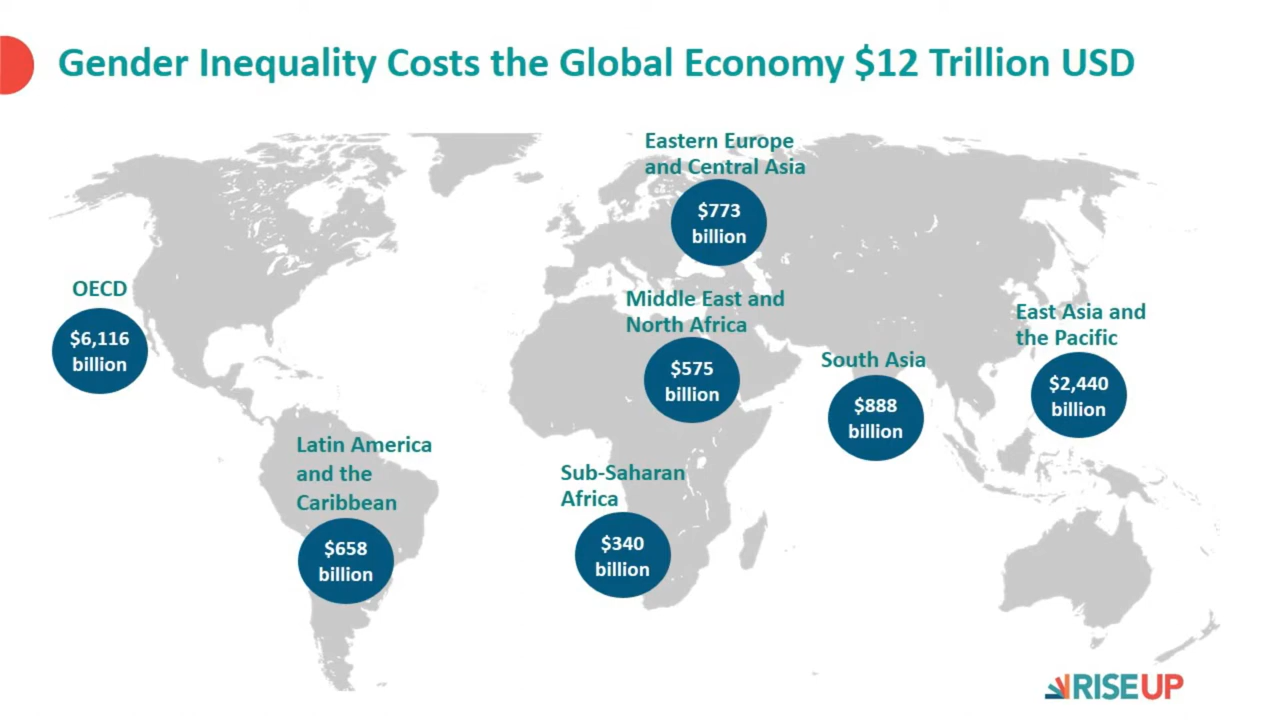 Gender Inequality Costs the Global Economy $12 Trillion USD
Eastern Europe
and Central Asia
$773
billion
OECD
$6,116
billion
Middle East and
North Africa
$575
billion
South Asia
$888
billion
East Asia and
the Pacific
$2,440
billion
Latin America
and the
Caribbean
$658
billion
Sub-Saharan
Africa
$340
billion
RISEUP